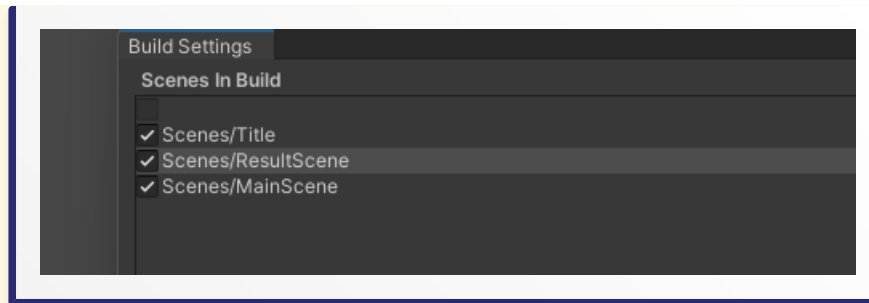 Build Settings
Scenes In Build
Scenes/Title
Scenes/ResultScene
Scenes/MainScene